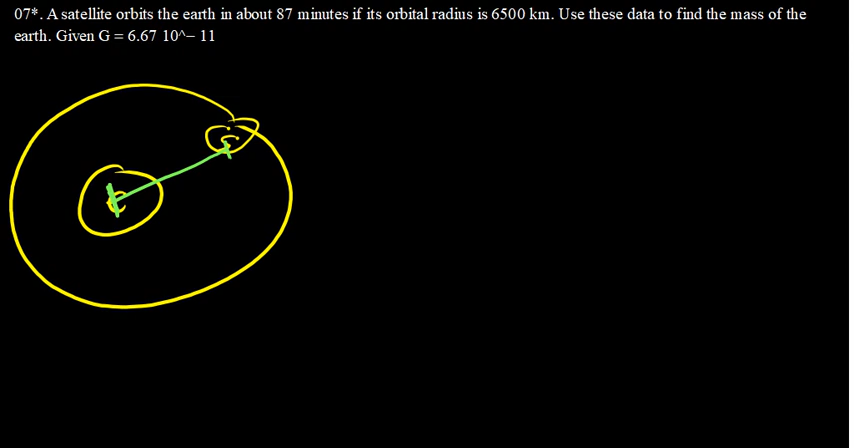 07*. A satellite orbits the earth in about 87 minutes if its orbital radius is 6500 km. Use these data to find the mass of the
earth. Given G = 6.67 10^− 11